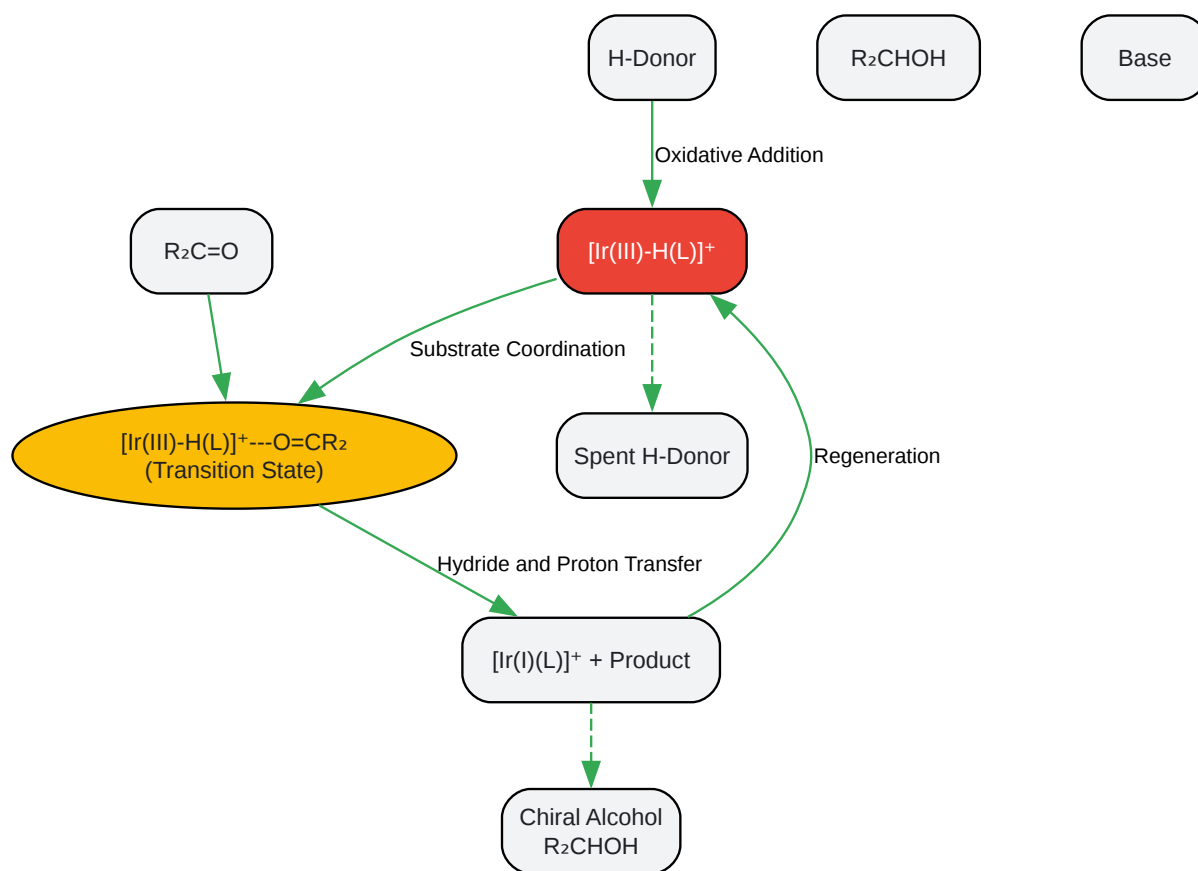 H-Donor
R₂CHOH
Base
Oxidative Addition
R₂C=O
[Ir(III)-H(L)]⁺
Substrate Coordination
[Ir(III)-H(L)]⁺---O=CR₂
(Transition State)
Spent H-Donor
Regeneration
Hydride and Proton Transfer
[Ir(I)(L)]⁺ + Product
Chiral Alcohol
R₂CHOH